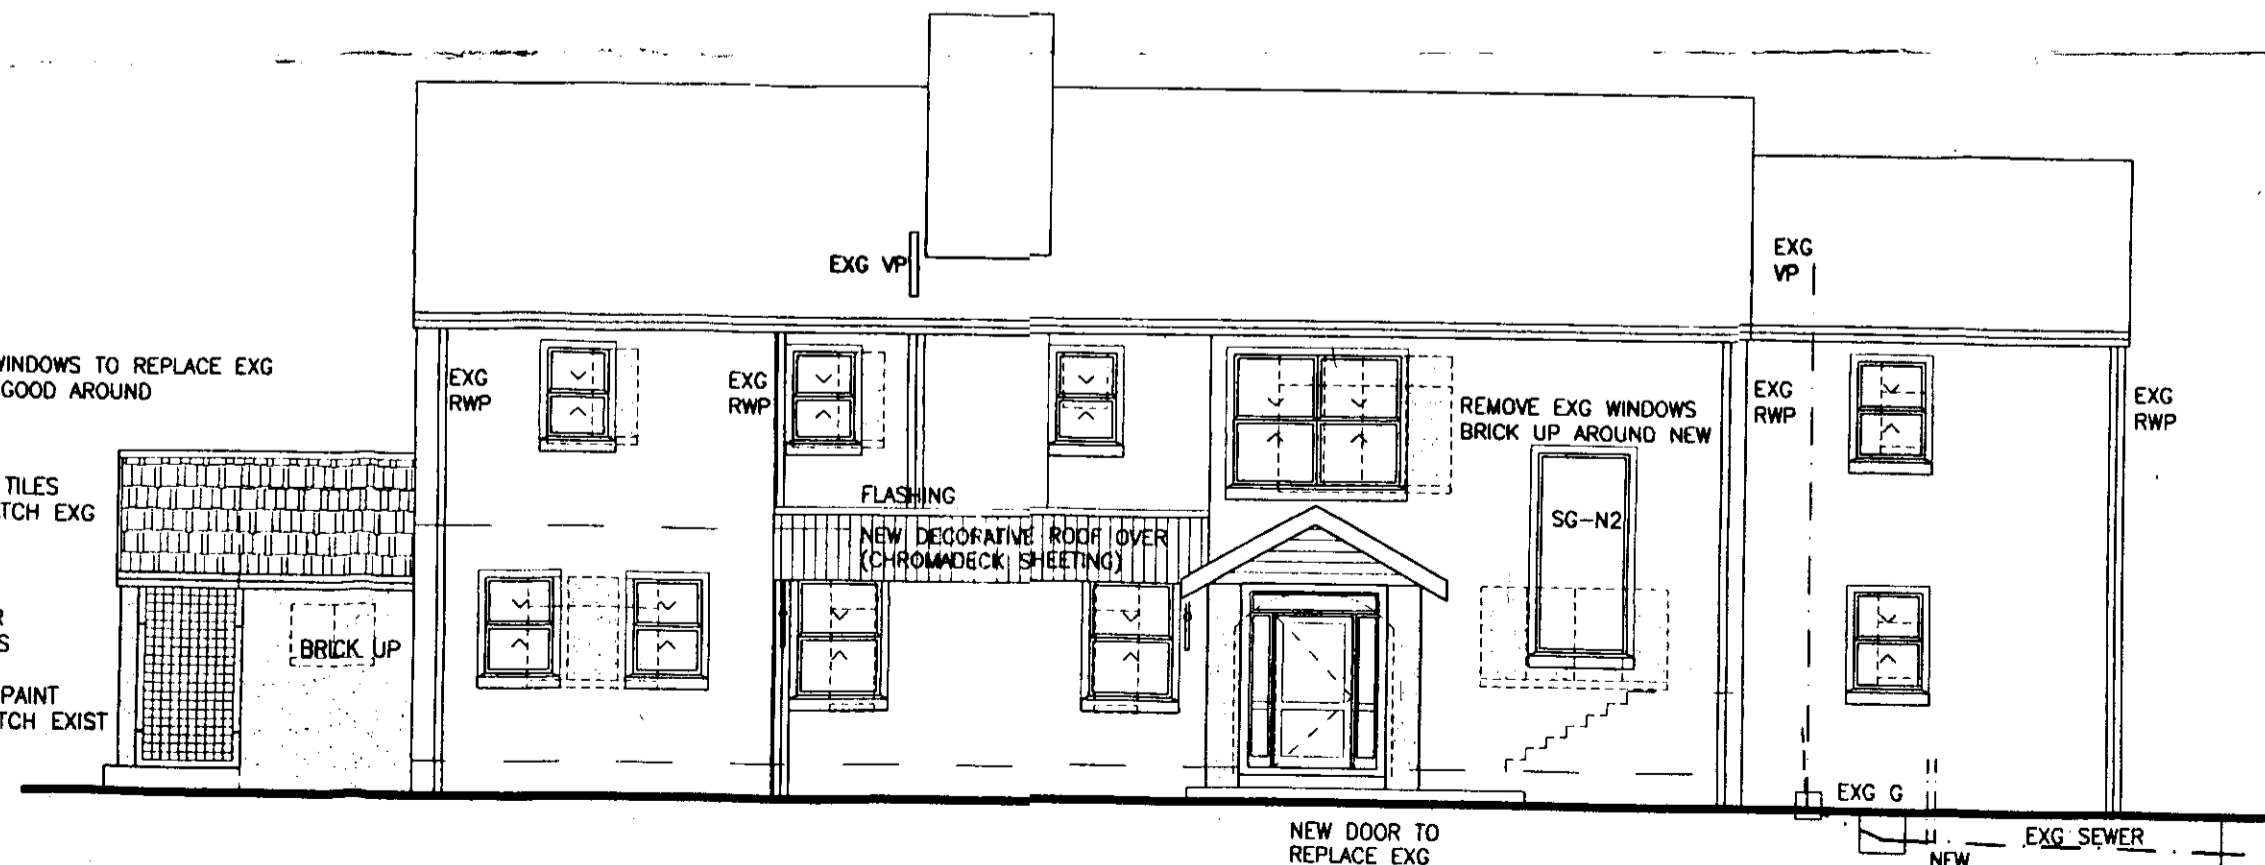 EXG VP
EXG
VP
WINDOWS TO REPLACE EXG
GOOD AROUND
EXG
RWP
EXG
RWP
REMOVE EXG WINDOWS
BRICK UP AROUND NEW
EXG
RWP
EXG
RWP
TILES
TCH EXG
FLASHING
SG-N2
NEW DECORATIVE ROOF OVER
(CHROMADECK SHEETING)
R
S
BRICK UP
PAINT
TCH EXIST
EXG G
NEW DOOR TO
REPLACE EXG
EXG SEWER
NEW